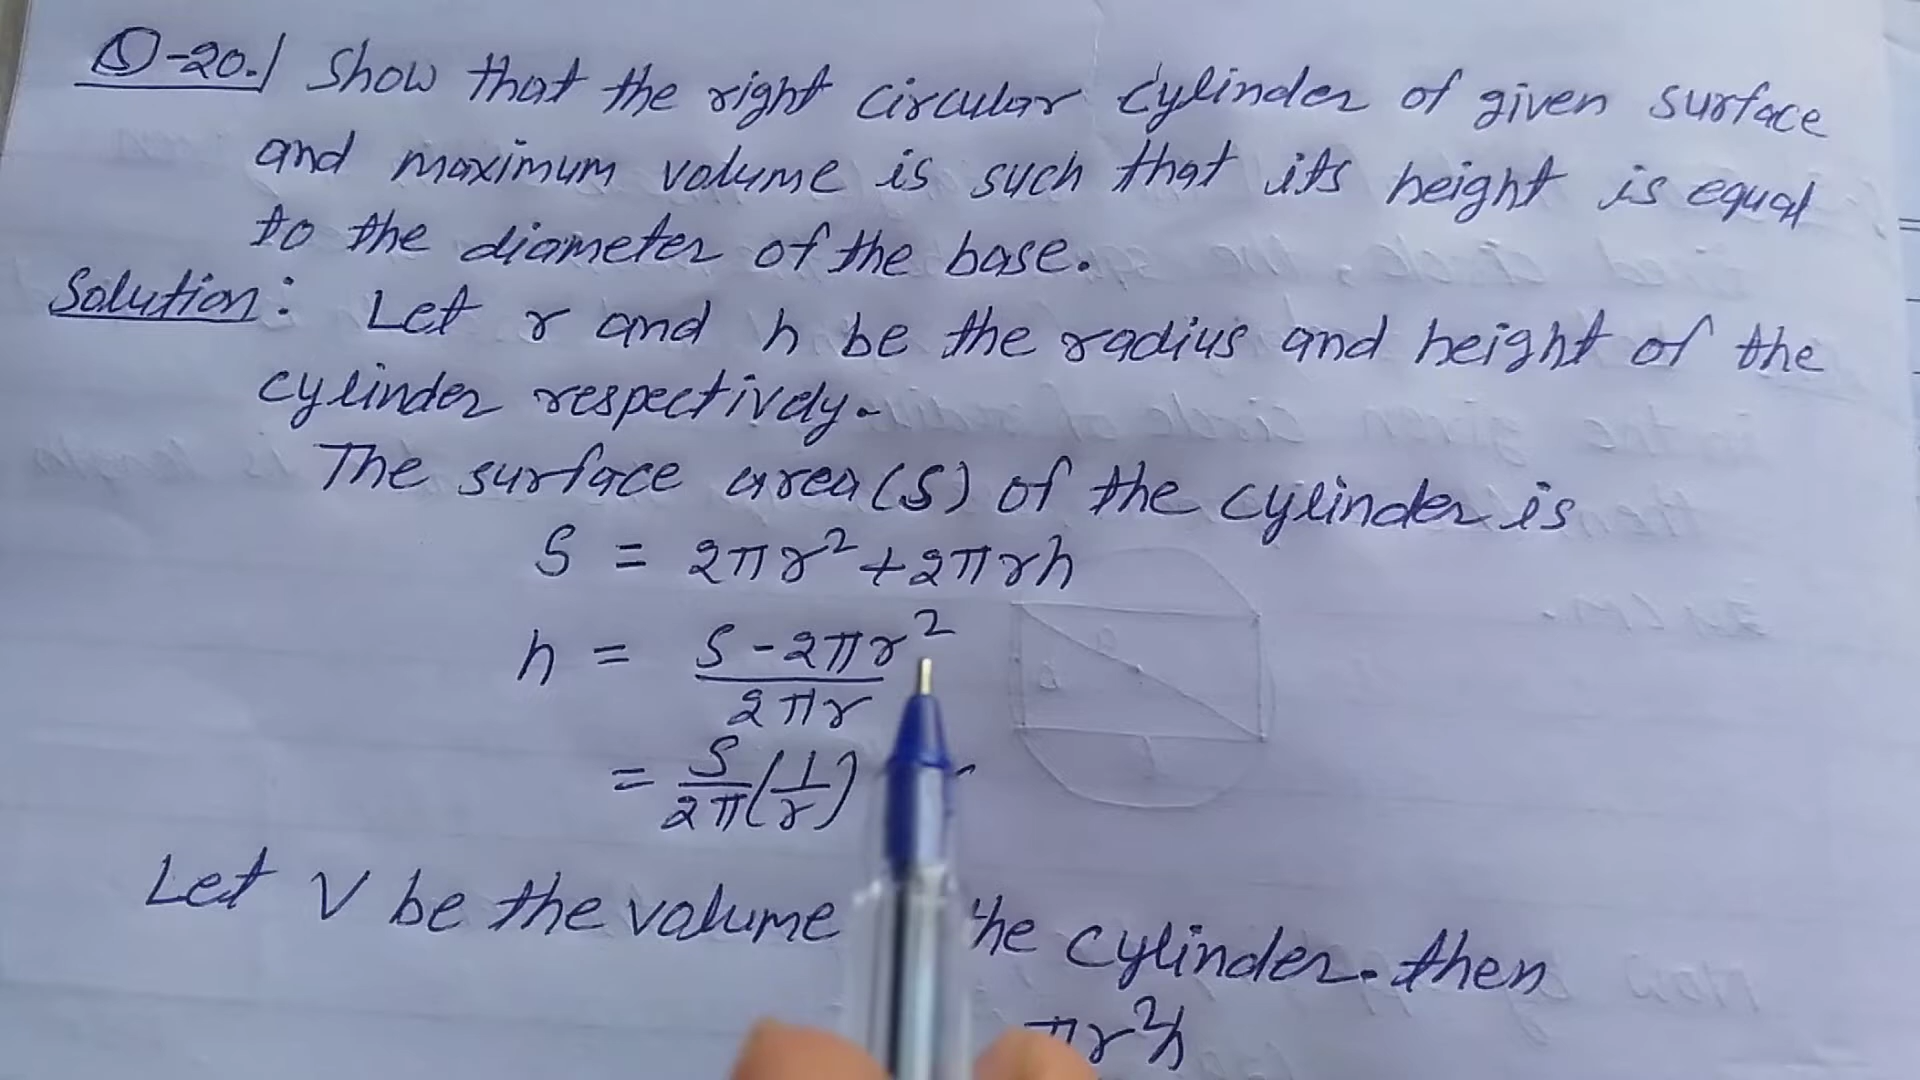 Q-20. Show that the right circular cylinder of given surface
and maximum volume is such that its height is equal
to the diameter of the base.
Solution: Let r and h be the radius and height of the
cylinder respectively.
The surface area (S) of the cylinder is
S = 2πr² + 2πrh
h = S - 2πr² / 2πr
= S/2π (1/r)
Let V be the volume he cylinder. then
πr²h